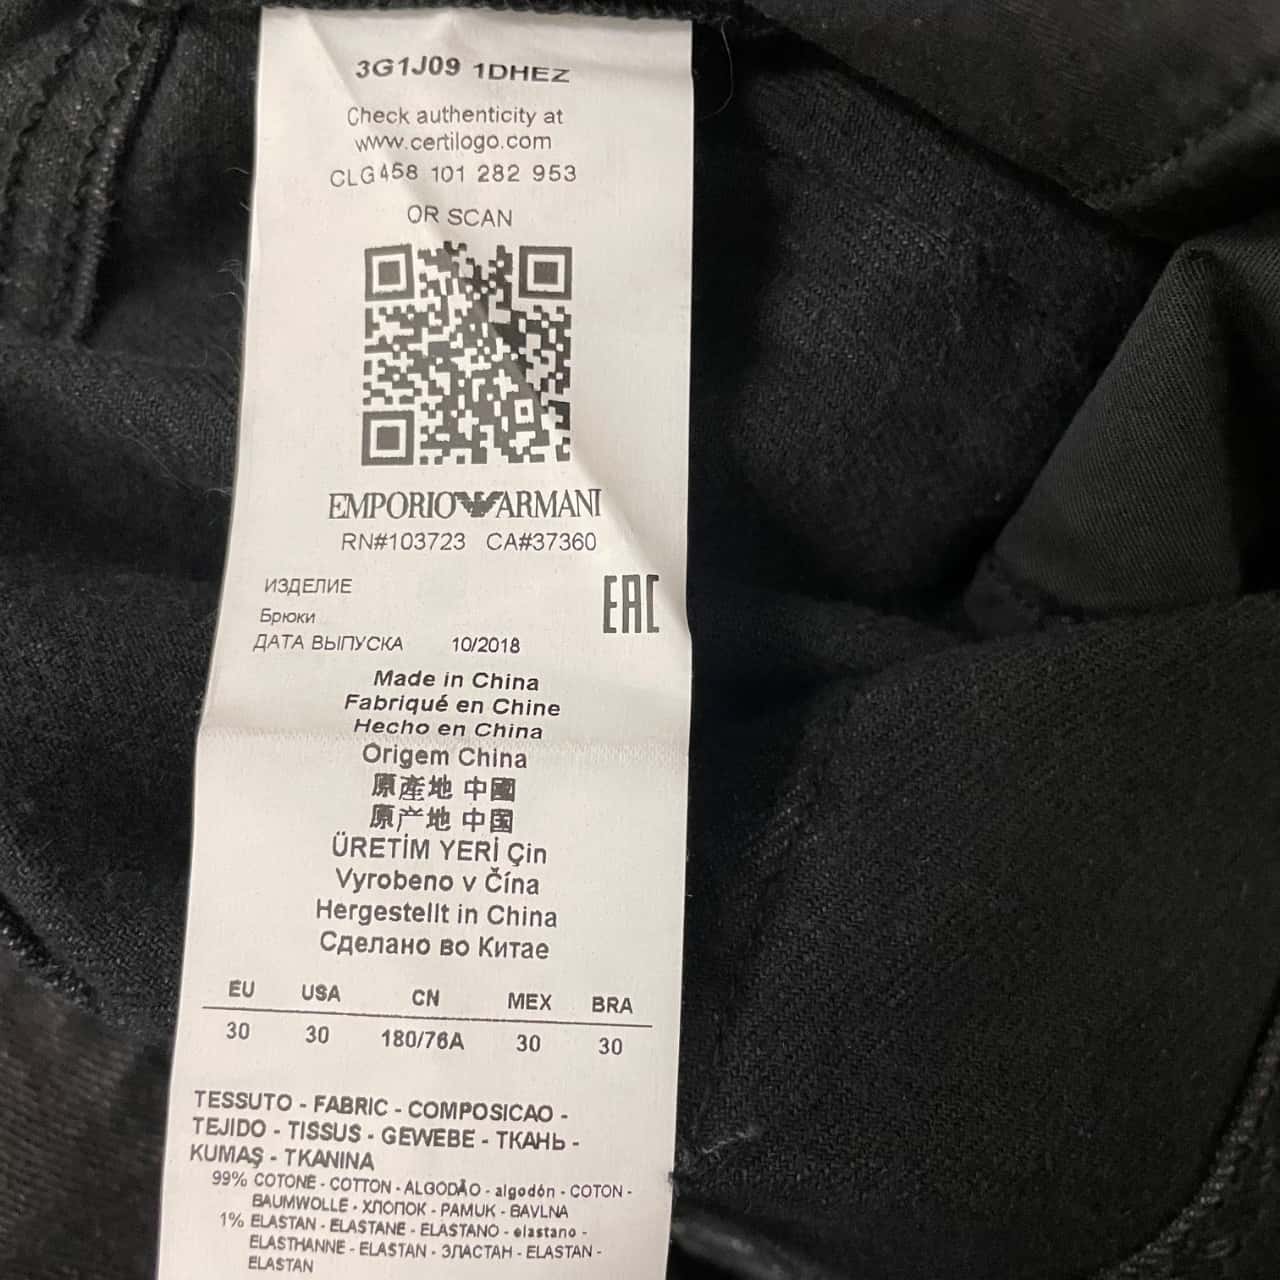 3G1J09 1DHEZ
Check authenticity at
www.certilogo.com
CLG458 101 282 953
OR SCAN
EMPORIO ARMANI
RN#103723 CA#37360
ИЗДЕЛИЕ
Брюки
EAC
ДАТА ВЫПУСКА 10/2018
Made in China
Fabriqué en Chine
Hecho en China
Origem China
原產地 中國
原产地 中国
ÜRETİM YERİ Çin
Vyrobeno v Čína
Hergestellt in China
Сделано во Китае
EU USA CN MEX BRA
30 30 180/76A 30 30
TESSUTO - FABRIC - COMPOSICAO -
TEJIDO - TISSUS - GEWEBE - ТКАНЬ -
KUMAŞ - TKANINA
99% COTONE - COTTON - ALGODÃO - algodón - COTON -
BAUMWOLLE - ХЛОПОК - PAMUK - BAVLNA
1% ELASTAN - ELASTANE - ELASTANO - elastano -
ELASTHANNE - ELASTAN - ЭЛАСТАН - ELASTAN -
ELASTAN